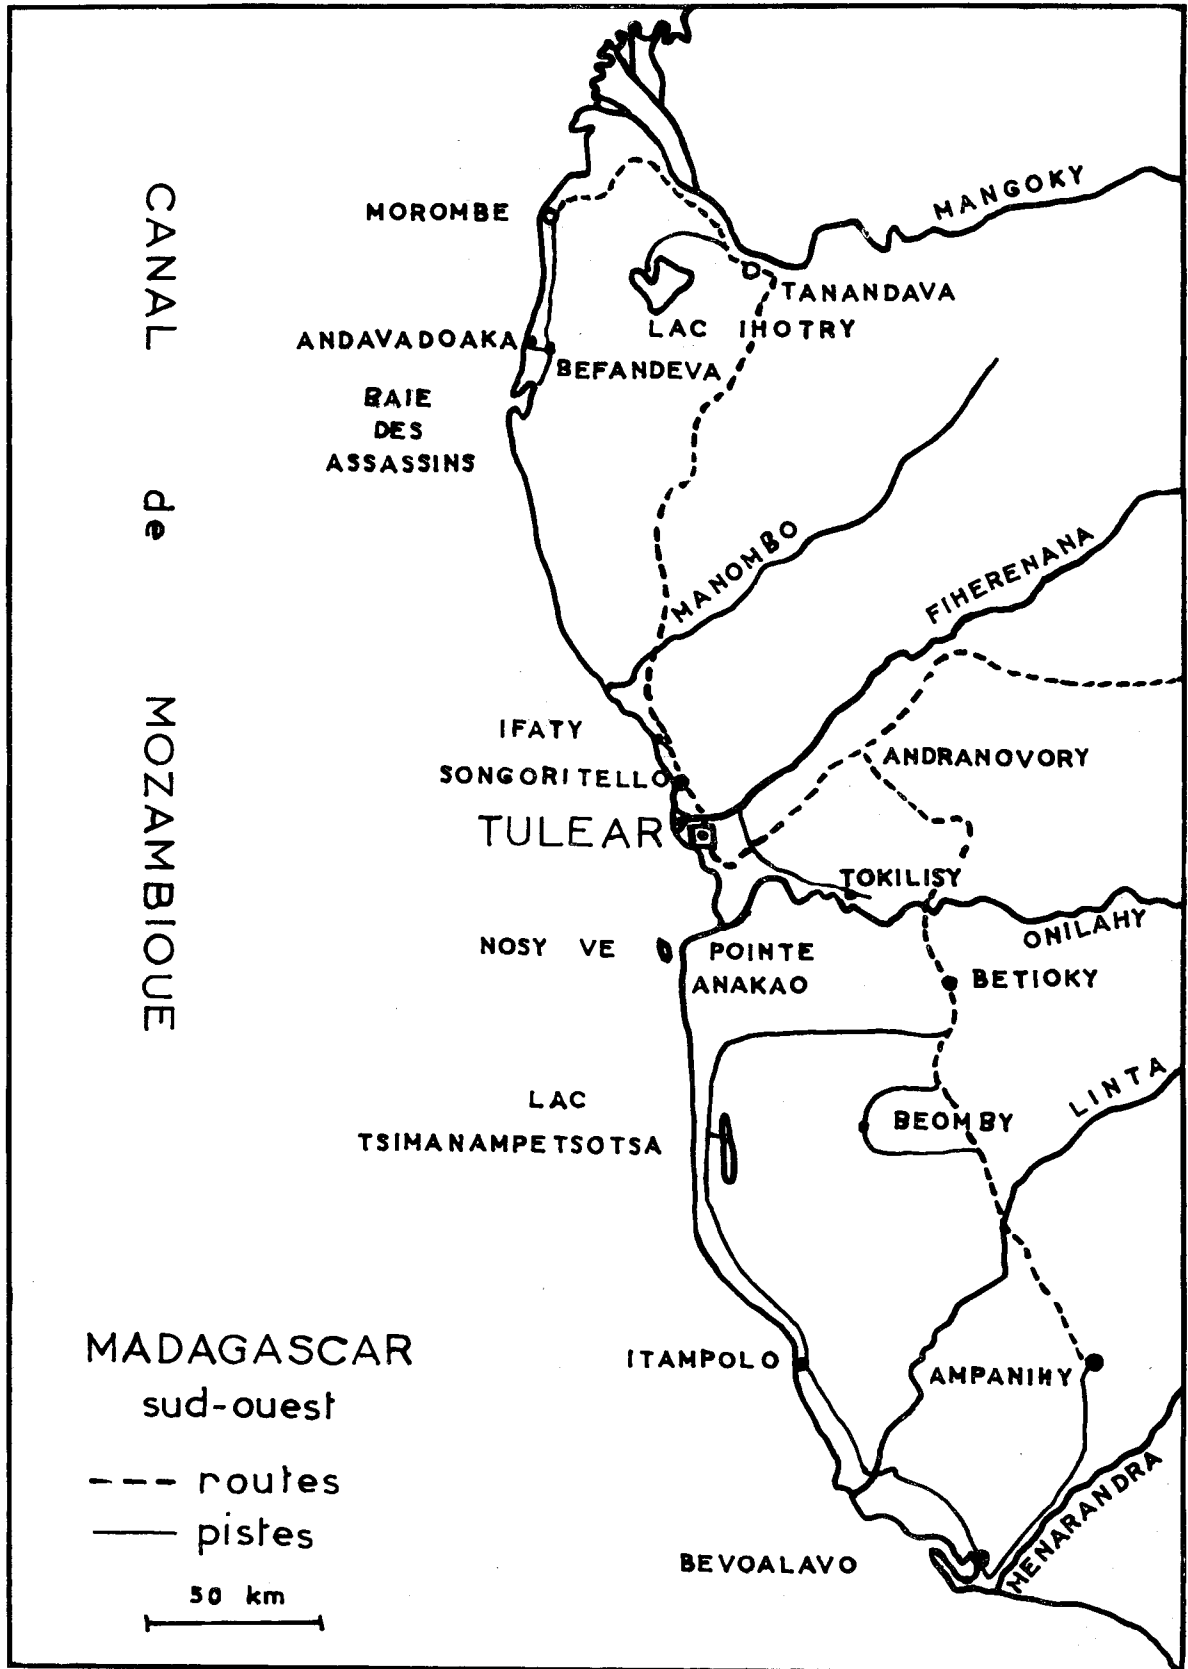 CANAL de MOZAMBIQUE
MANGOKY
MOROMBE
TANANDAVA
LAC IHOTRY
ANDAVADOAKA
BEFANDEVA
BAIE
DES
ASSASSINS
MANOMBO
FIHERENANA
IFATY
ANDRANOVORY
SONGORITELLO
TULEAR
TOKILISY
ONILAHY
NOSY VE
POINTE
ANAKAO
BETIOKY
LINTA
LAC
TSIMANAMPETSOTSA
BEOMBY
MADAGASCAR
sud-ouest
ITAMPOLO
AMPANIHY
routes
pistes
MENARANDRA
BEVOALAVO
50 km